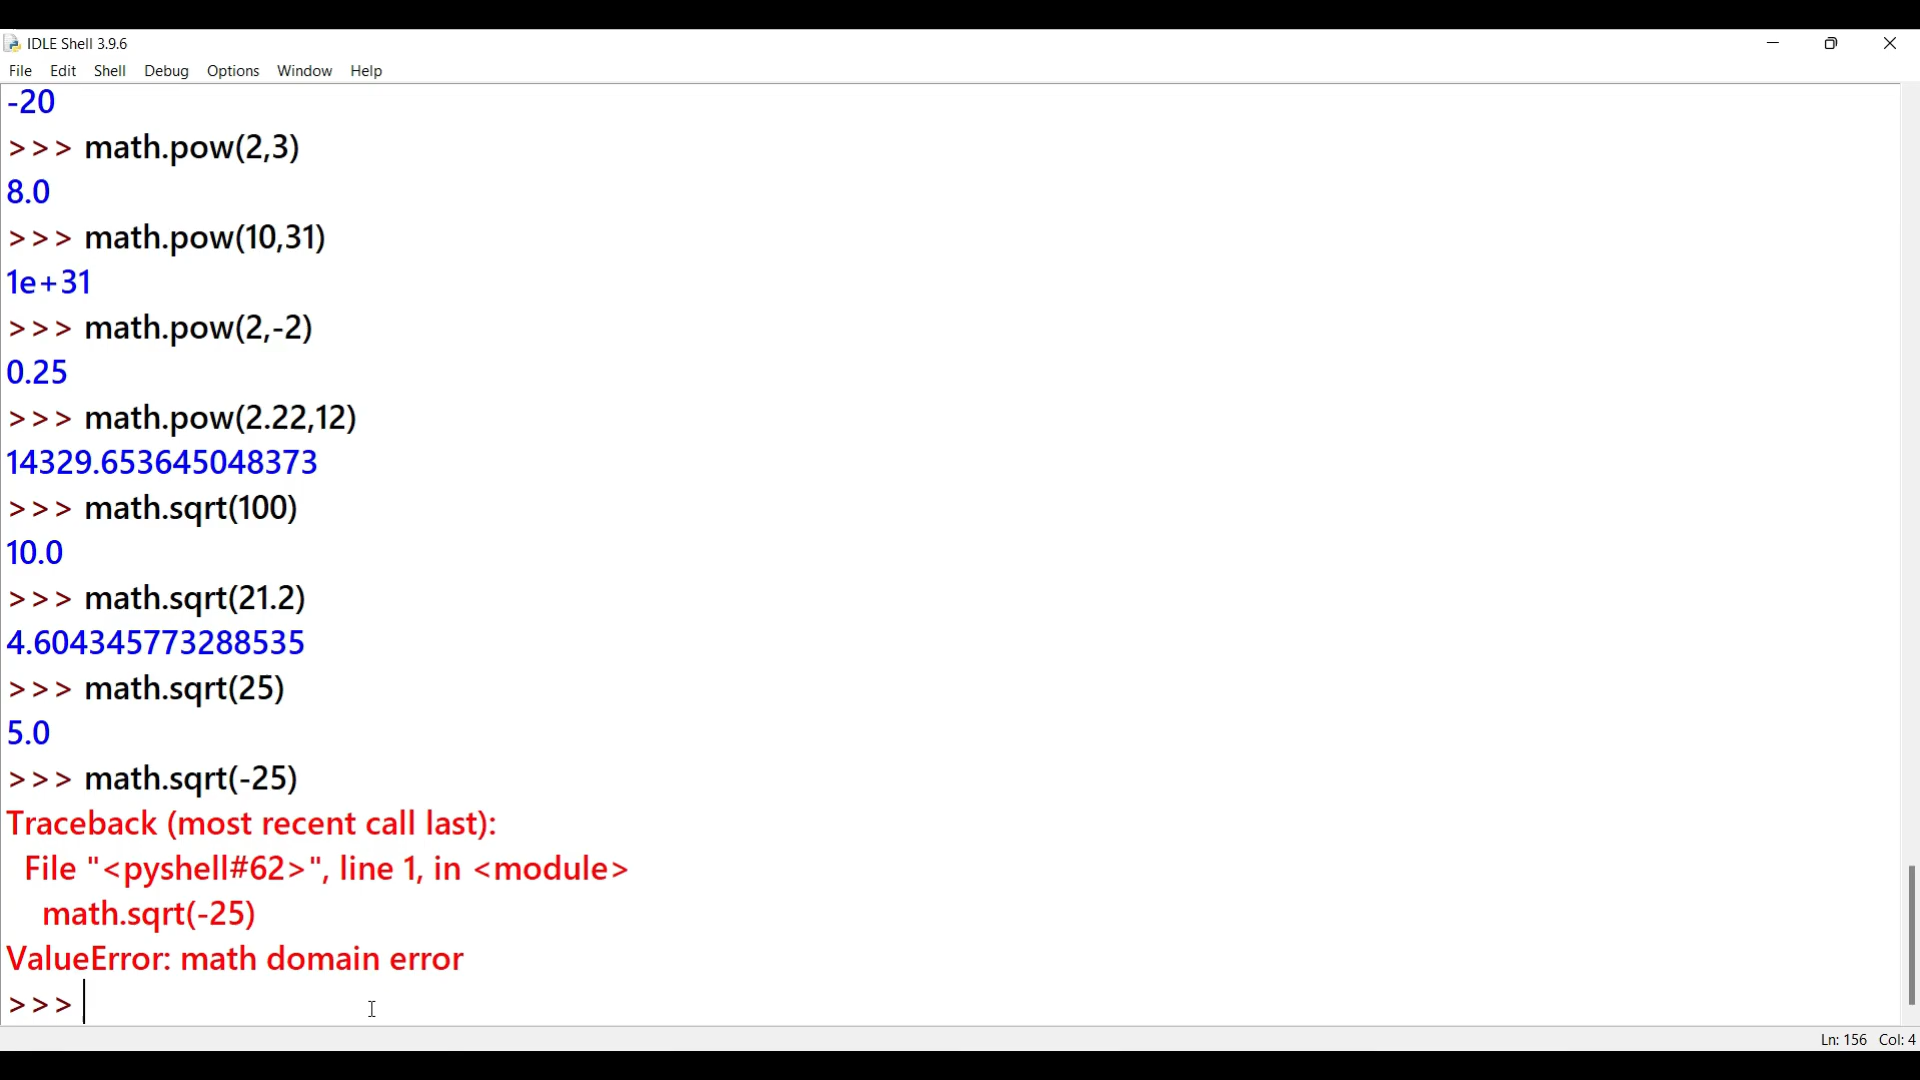 IDLE Shell 3.9.6
File Edit Shell Debug Options Window Help
-20
>>> math.pow(2,3)
8.0
>>> math.pow(10,31)
1e+31
>>> math.pow(2,-2)
0.25
>>> math.pow(2.22,12)
14329.653645048373
>>> math.sqrt(100)
10.0
>>> math.sqrt(21.2)
4.604345773288535
>>> math.sqrt(25)
5.0
>>> math.sqrt(-25)
Traceback (most recent call last):
  File "<pyshell#62>", line 1, in <module>
    math.sqrt(-25)
ValueError: math domain error
>>>
Ln: 156 Col: 4